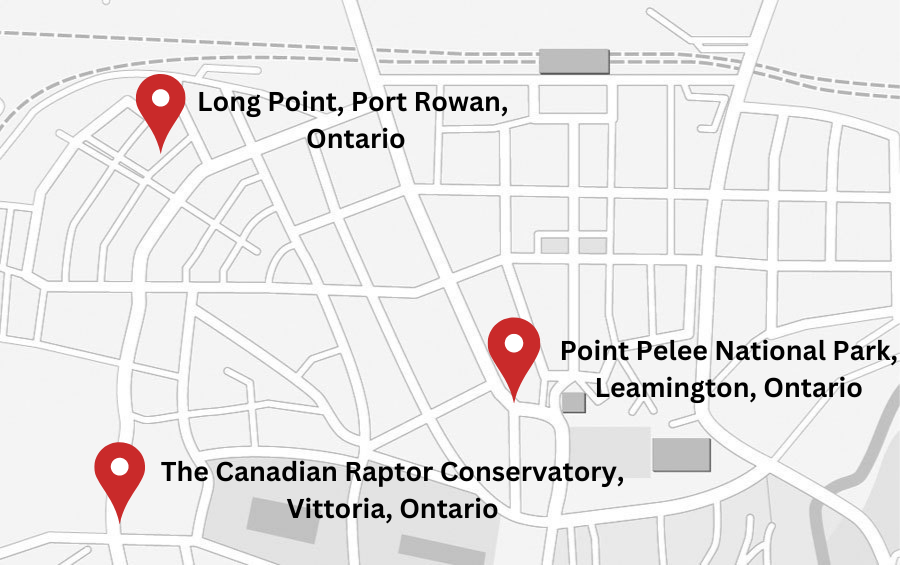 Long Point, Port Rowan,
Ontario
Point Pelee National Park,
Leamington, Ontario
The Canadian Raptor Conservatory,
Vittoria, Ontario